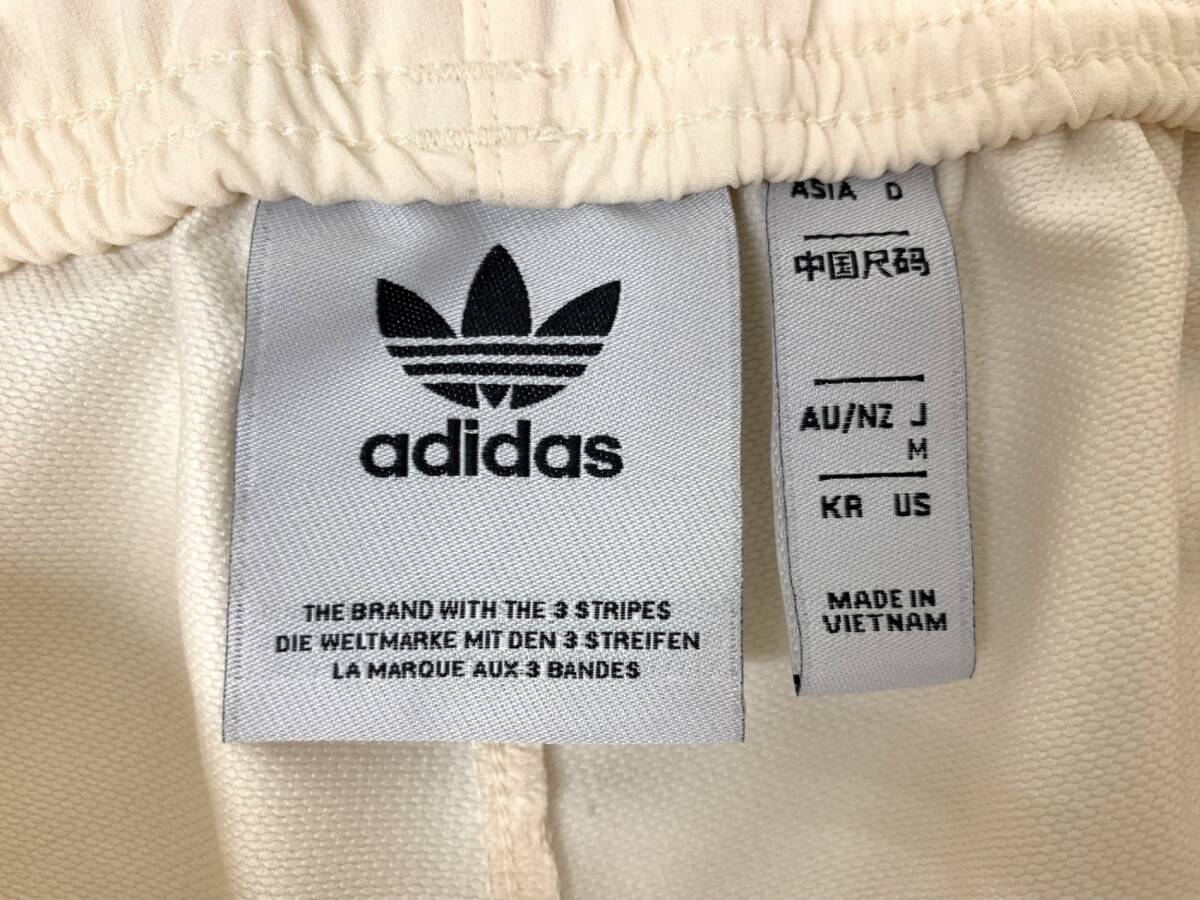 adidas
THE BRAND WITH THE 3 STRIPES
DIE WELTMARKE MIT DEN 3 STREIFEN
LA MARQUE AUX 3 BANDES
ASIA D
中国尺码
AU/NZ J
M
KR US
MADE IN
VIETNAM